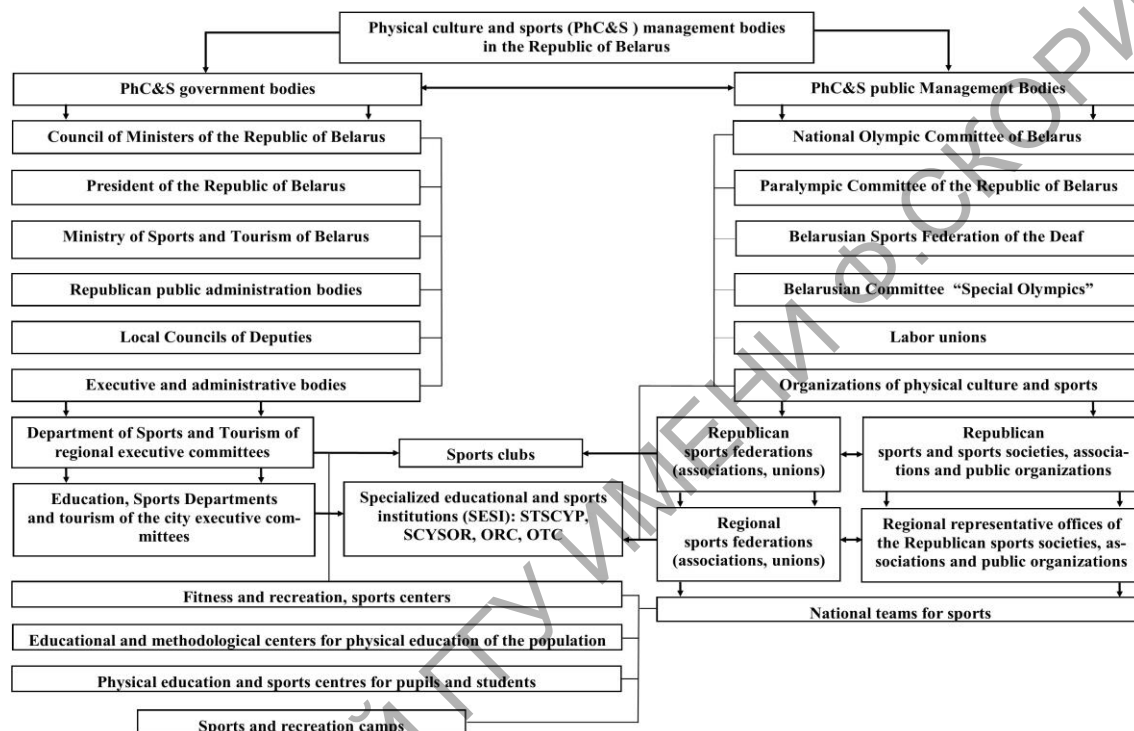 Physical culture and sports (PhC&S ) management bodies
in the Republic of Belarus
PhC&S government bodies
PhC&S public Management Bodies
Council of Ministers of the Republic of Belarus
National Olympic Committee of Belarus
President of the Republic of Belarus
Paralympic Committee of the Republic of Belarus
Ministry of Sports and Tourism of Belarus
Belarusian Sports Federation of the Deaf
Republican public administration bodies
Belarusian Committee “Special Olympics”
Local Councils of Deputies
Labor unions
Executive and administrative bodies
Organizations of physical culture and sports
Department of Sports and Tourism of
regional executive committees
Sports clubs
Republican
sports federations
(associations, unions)
Republican
sports and sports societies, associa-
tions and public organizations
Education, Sports Departments
and tourism of the city executive com-
mittees
Specialized educational and sports
institutions (SESI): STSCYP,
SCYSOR, ORC, OTC
Regional
sports federations
(associations, unions)
Regional representative offices of
the Republican sports societies, as-
sociations and public organizations
Fitness and recreation, sports centers
National teams for sports
Educational and methodological centers for physical education of the population
Physical education and sports centres for pupils and students
Sports and recreation camps
Й ГГУ ИМЕНИ Ф.СКОРИ